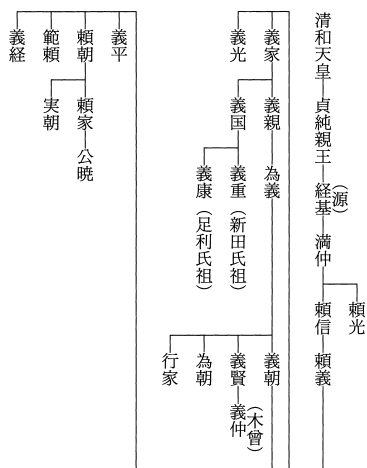 清和天皇
貞純親王
経基
(源)
満仲
頼光
頼信
頼義
義家
義光
義親
義国
為義
義重(新田氏祖)
義康(足利氏祖)
義朝
義賢
義仲
(木曾)
為朝
行家
義平
頼朝
範頼
義経
頼家
実朝
公暁